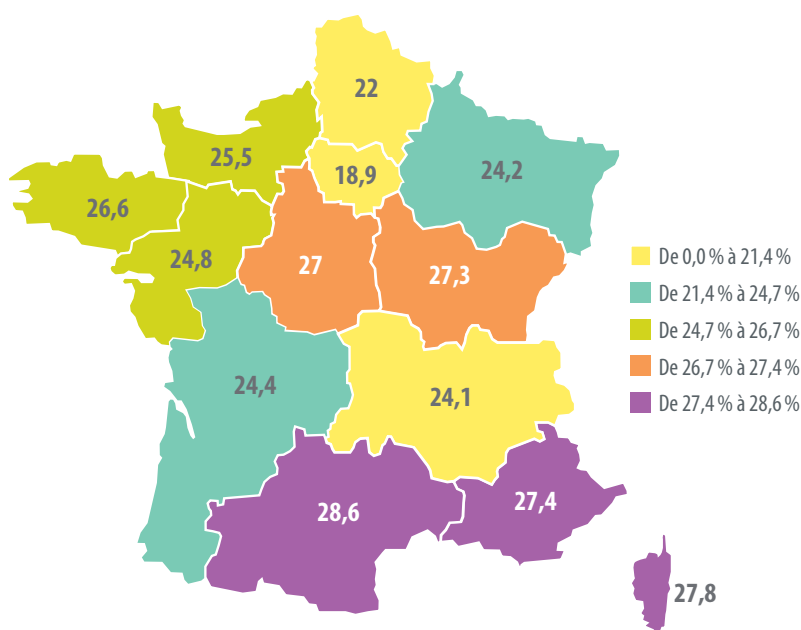 22
25,5
18,9
24,2
26,6
24,8
27
27,3
24,4
24,1
28,6
27,4
27,8
De 0,0 % à 21,4 %
De 21,4 % à 24,7 %
De 24,7 % à 26,7 %
De 26,7 % à 27,4 %
De 27,4 % à 28,6 %